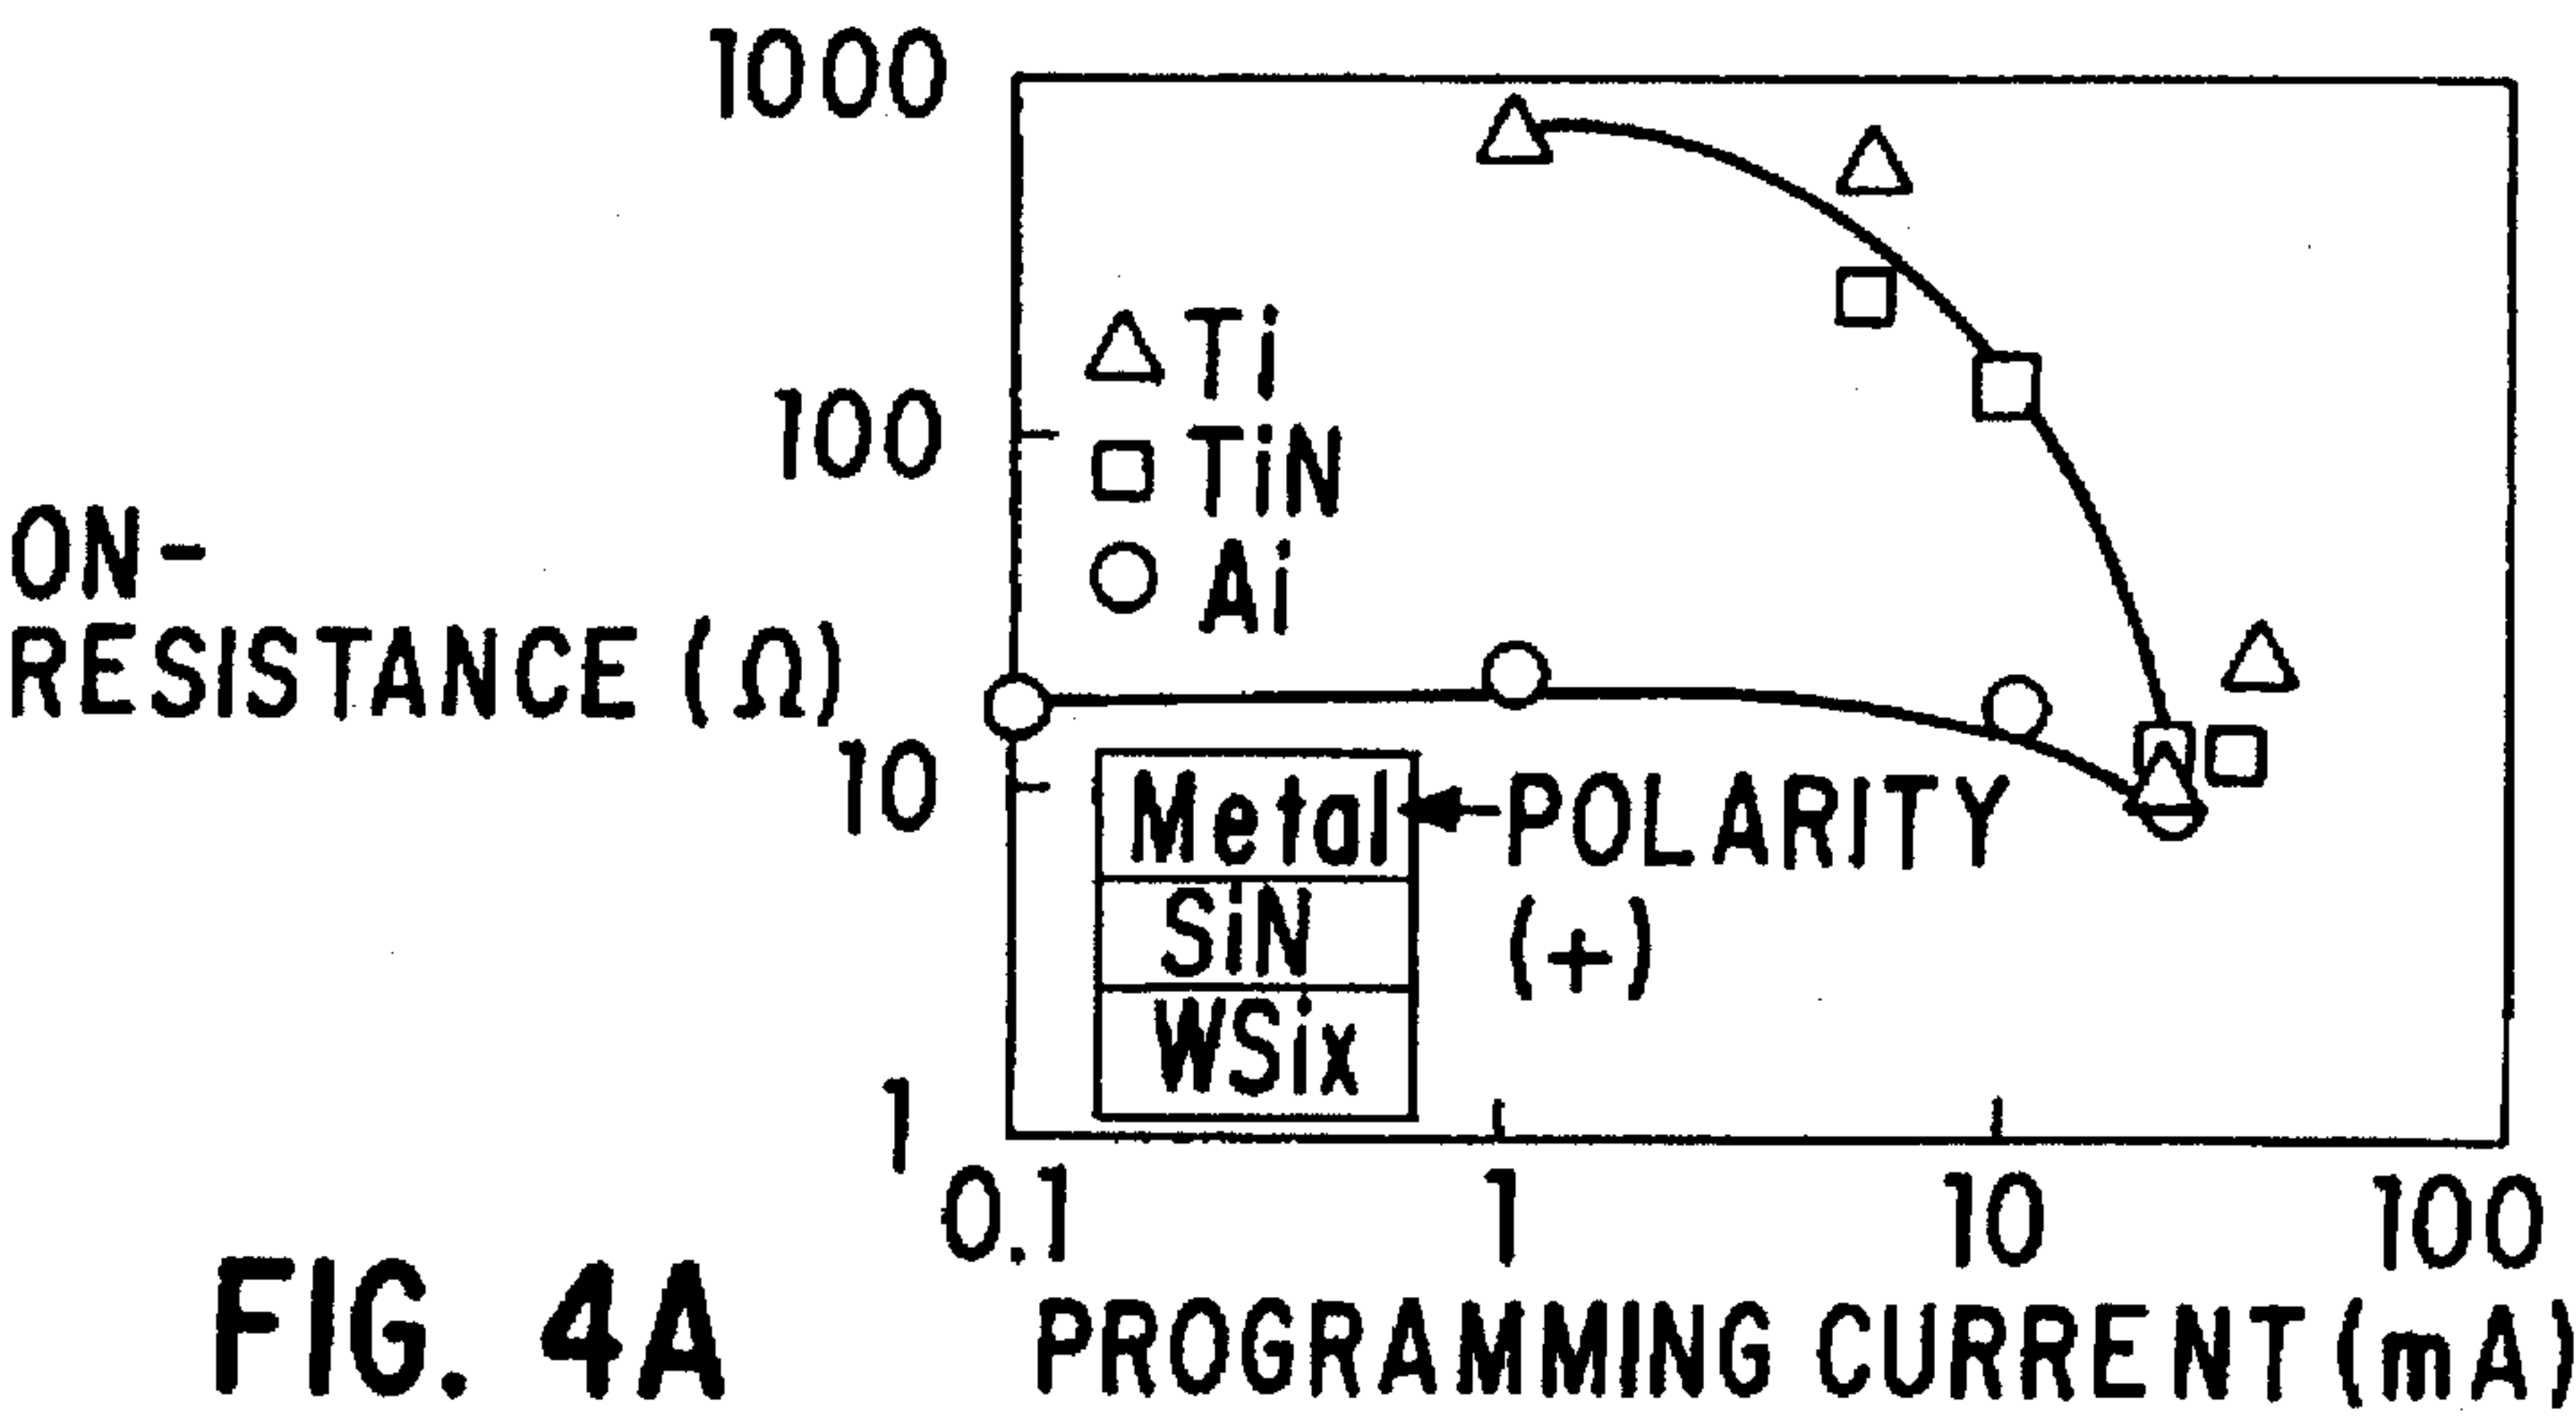 1000
100
10
1
ON-
RESISTANCE (Ω)
△ Ti
□ TiN
○ Ai
Metal
SiN
WSix
POLARITY
(+)
0.1 1 10 100
PROGRAMMING CURRENT (mA)
FIG. 4A